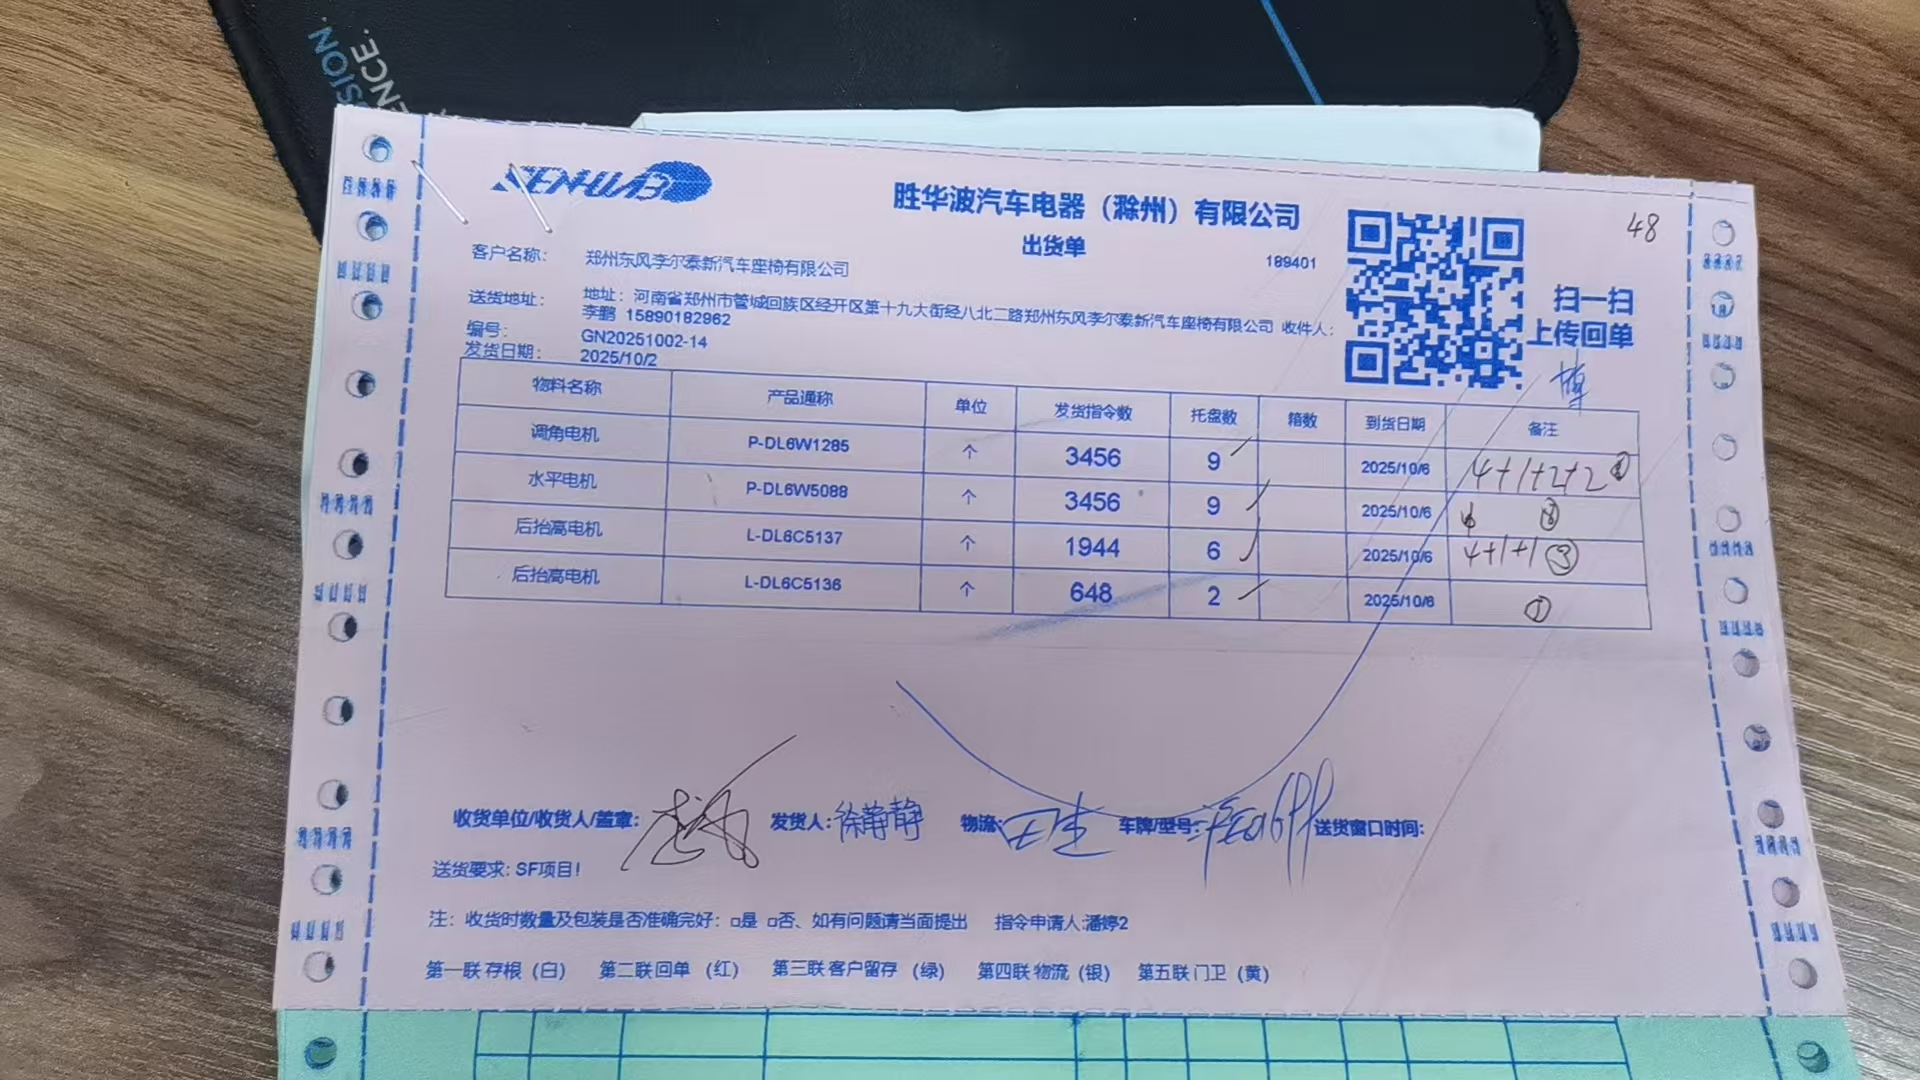 SION.
ENCE.
SENHUAB
胜华波汽车电器（滁州）有限公司
出货单
189401
48
扫一扫
上传回单
客户名称： 郑州东风李尔泰新汽车座椅有限公司
送货地址： 地址：河南省郑州市管城回族区经开区第十九大街经八北二路郑州东风李尔泰新汽车座椅有限公司 收件人：
李鹏 15890182962
编号： GN20251002-14
发货日期： 2025/10/2
物料名称 产品通称 单位 发货指令数 托盘数 箱数 到货日期 备注
调角电机 P-DL6W1285 个 3456 9 2025/10/6 4+1+2+2
水平电机 P-DL6W5088 个 3456 9 2025/10/6
后抬高电机 L-DL6C5137 个 1944 6 2025/10/6 4+1+1③
后抬高电机 L-DL6C5136 个 648 2 2025/10/6 ①
收货单位/收货人/盖章： 发货人：徐静静 物流： 车牌/型号： 送货窗口时间：
送货要求：SF项目！
注：收货时数量及包装是否准确完好：□是 □否、如有问题请当面提出 指令申请人:潘婷2
第一联 存根（白） 第二联 回单（红） 第三联 客户留存（绿） 第四联 物流（银） 第五联 门卫（黄）